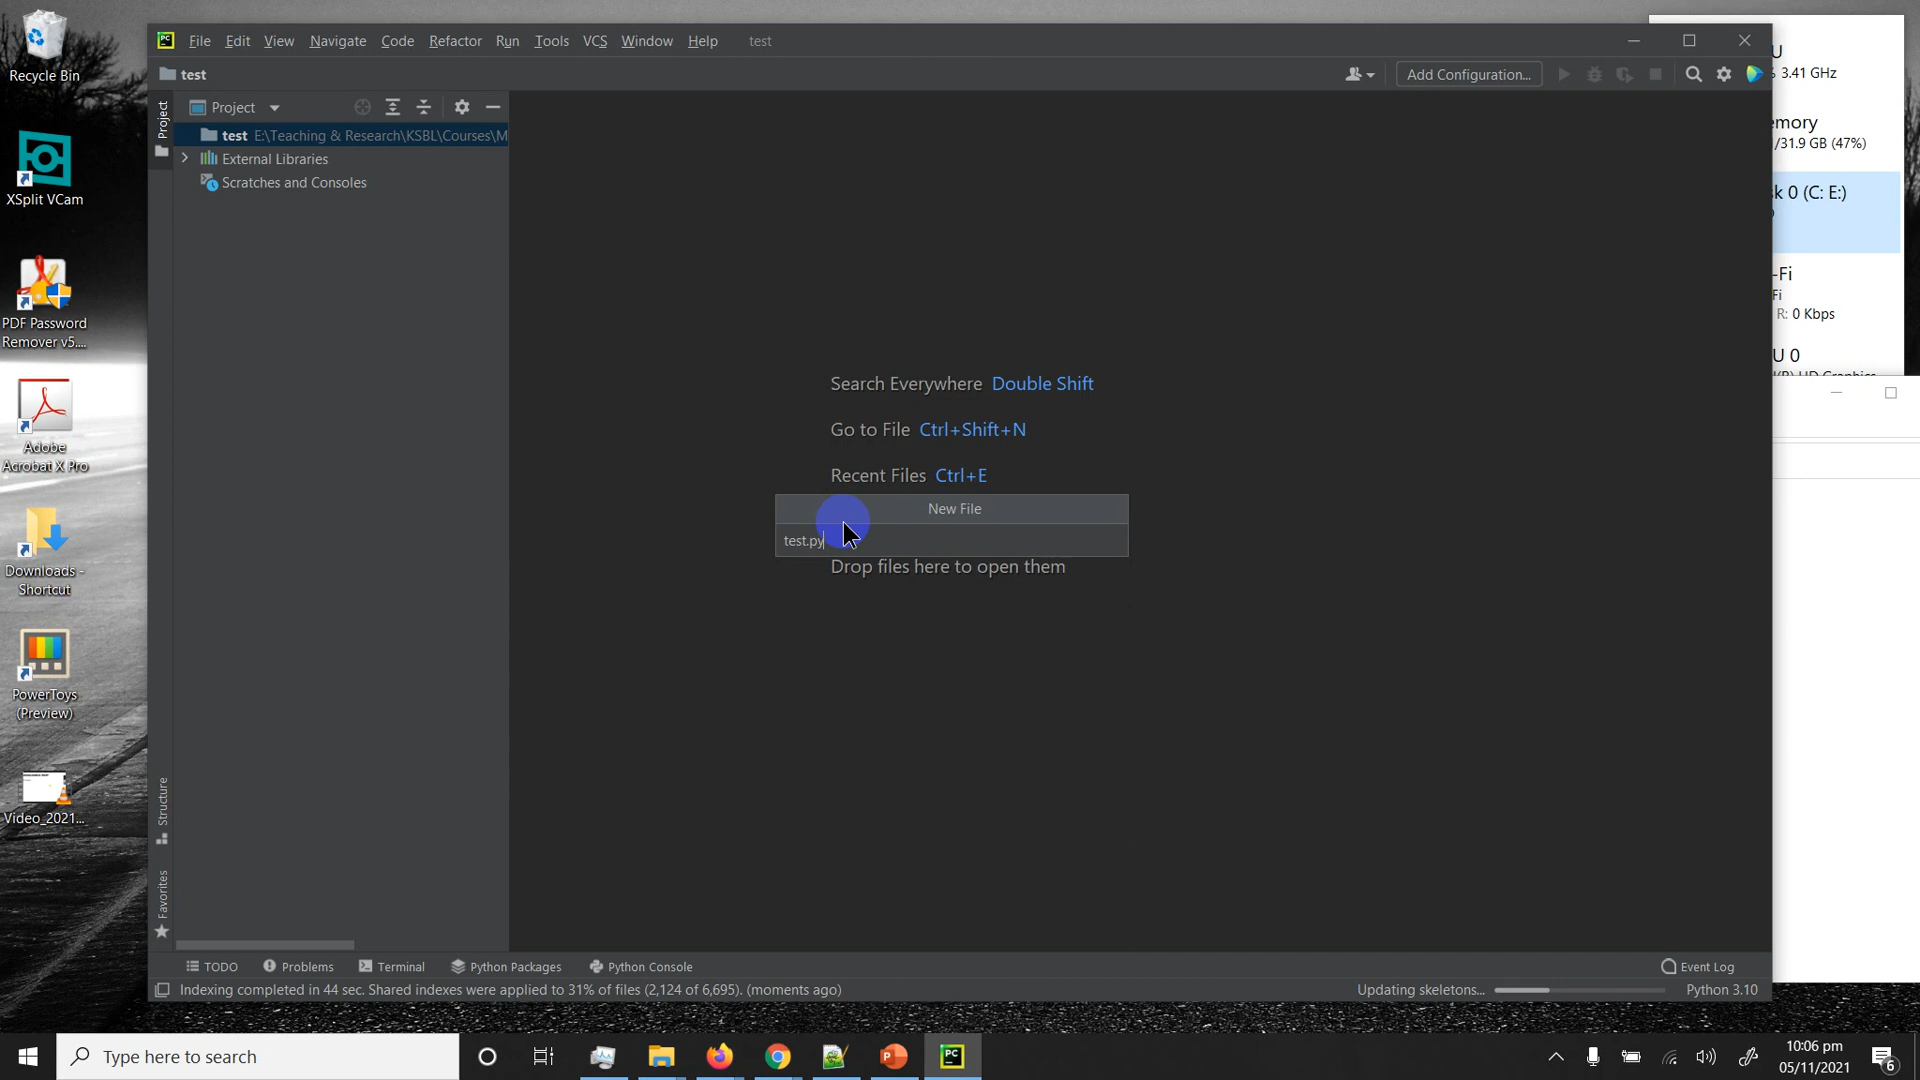 Recycle Bin
XSplit VCam
PDF Password
Remover v5....
Adobe
Acrobat X Pro
Downloads -
Shortcut
PowerToys
(Preview)
Video_2021...
PC
File Edit View Navigate Code Refactor Run Tools VCS Window Help test
test
Add Configuration...
Project
Project
test E:\Teaching & Research\KSBL\Courses\M
External Libraries
Scratches and Consoles
Search Everywhere Double Shift
Go to File Ctrl+Shift+N
Recent Files Ctrl+E
New File
test.py
Drop files here to open them
Structure
Favorites
TODO Problems Terminal Python Packages Python Console
Event Log
Indexing completed in 44 sec. Shared indexes were applied to 31% of files (2,124 of 6,695). (moments ago)
Updating skeletons...
Python 3.10
U
3.41 GHz
emory
/31.9 GB (47%)
k 0 (C: E:)
-Fi
Fi
R: 0 Kbps
U 0
Type here to search
PC
10:06 pm
05/11/2021
6